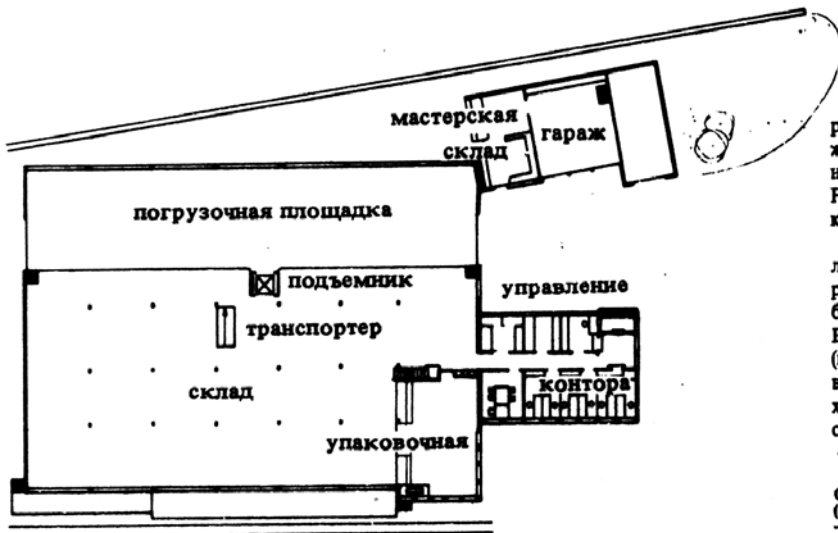 мастерская
гараж
склад
погрузочная площадка
подъемник
управление
транспортер
склад
контора
упаковочная